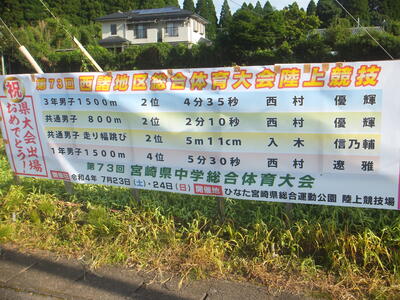 祝
県大会出場
おめでとう!
第73回 西諸地区総合体育大会陸上競技
3年男子1500m 2位 4分35秒 西村 優輝
共通男子 800m 2位 2分10秒 西村 優輝
共通男子走り幅跳び 2位 5m11cm 入木 信乃輔
1年男子1500m 4位 5分30秒 西村 遼雅
第73回 宮崎県中学総合体育大会
開催日 令和4年 7月23日(土)・24日(日) 開催地 ひなた宮崎県総合運動公園 陸上競技場